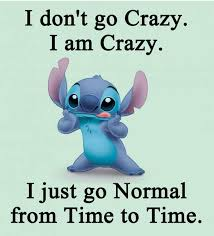 I don't go Crazy.
I am Crazy.
I just go Normal
from Time to Time.